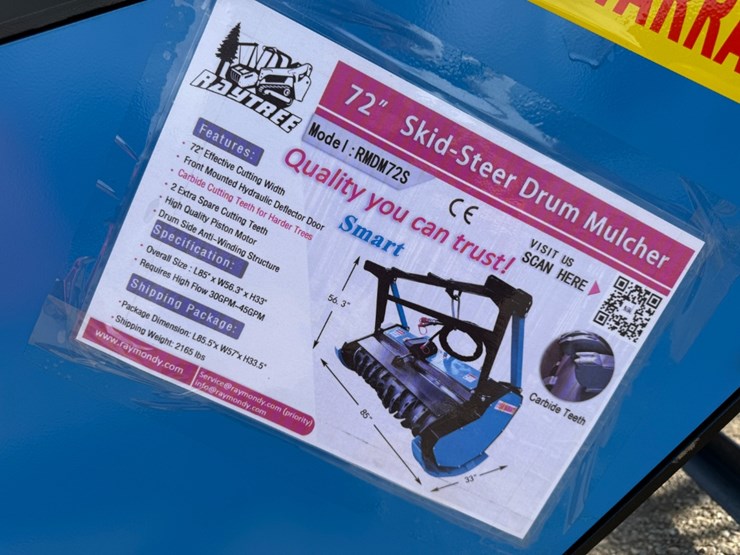 WARRA
RAYTREE
72" Skid-Steer Drum Mulcher
Model:RMDM72S
Quality you can trust!
Smart
CE
VISIT US
SCAN HERE
Features:
· 72" Effective Cutting Width
· Front Mounted Hydraulic Deflector Door
· Carbide Cutting Teeth for Harder Trees
· 2 Extra Spare Cutting Teeth
· High Quality Piston Motor
· Drum Side Anti-Winding Structure
Specification:
· Overall Size : L85" x W56.3" x H33"
· Requires High Flow 30GPM-45GPM
Shipping Package:
· Package Dimension: L85.5"x W57"x H33.5"
· Shipping Weight: 2165 lbs
www.raymondy.com
Service@raymondy.com (priority)
info@raymondy.com
56.3"
85"
33"
Carbide Teeth